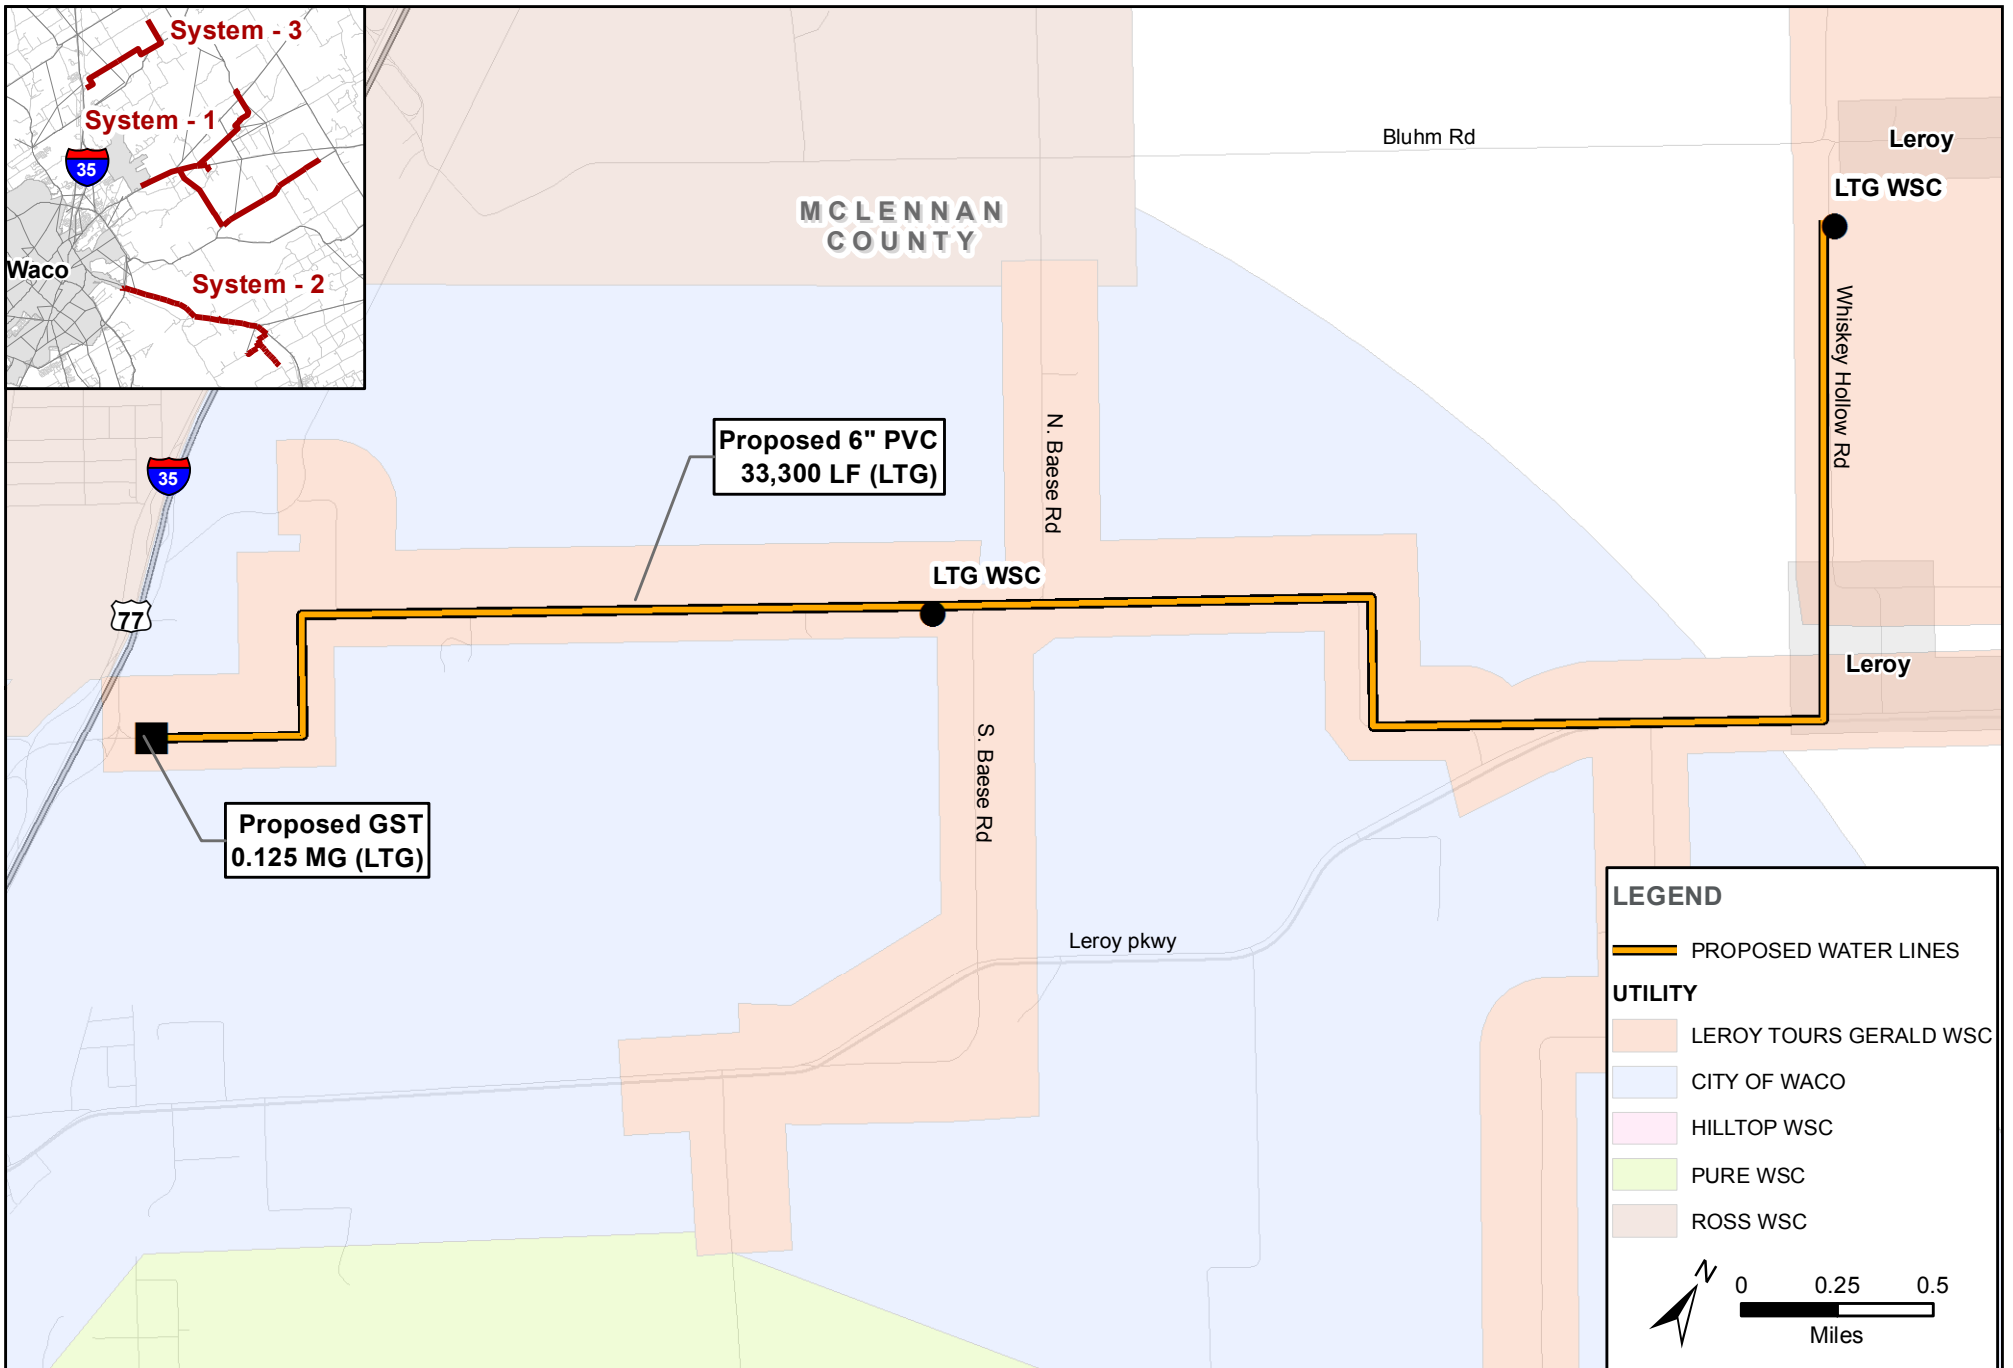 System - 3
System - 1
35
Waco
System - 2
Bluhm Rd
Leroy
LTG WSC
MCLENNAN
COUNTY
Whiskey Hollow Rd
Proposed 6" PVC
33,300 LF (LTG)
N. Baese Rd
35
LTG WSC
77
Leroy
S. Baese Rd
Proposed GST
0.125 MG (LTG)
Leroy pkwy
LEGEND
PROPOSED WATER LINES
UTILITY
LEROY TOURS GERALD WSC
CITY OF WACO
HILLTOP WSC
PURE WSC
ROSS WSC
N
0 0.25 0.5
Miles